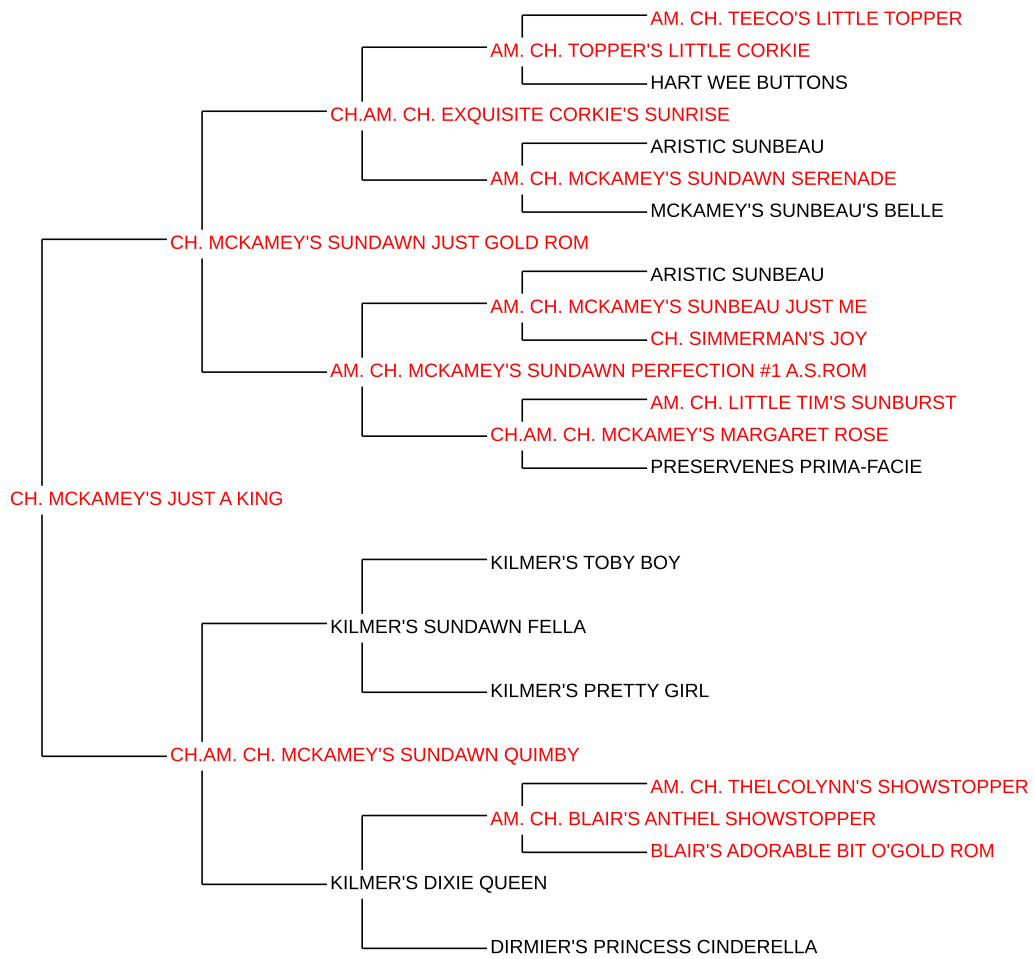 AM. CH. TEECO'S LITTLE TOPPER
AM. CH. TOPPER'S LITTLE CORKIE
HART WEE BUTTONS
CH.AM. CH. EXQUISITE CORKIE'S SUNRISE
ARISTIC SUNBEAU
AM. CH. MCKAMEY'S SUNDAWN SERENADE
MCKAMEY'S SUNBEAU'S BELLE
CH. MCKAMEY'S SUNDAWN JUST GOLD ROM
ARISTIC SUNBEAU
AM. CH. MCKAMEY'S SUNBEAU JUST ME
CH. SIMMERMAN'S JOY
AM. CH. MCKAMEY'S SUNDAWN PERFECTION #1 A.S.ROM
AM. CH. LITTLE TIM'S SUNBURST
CH.AM. CH. MCKAMEY'S MARGARET ROSE
PRESERVENES PRIMA-FACIE
CH. MCKAMEY'S JUST A KING
KILMER'S TOBY BOY
KILMER'S SUNDAWN FELLA
KILMER'S PRETTY GIRL
CH.AM. CH. MCKAMEY'S SUNDAWN QUIMBY
AM. CH. THELCOLYNN'S SHOWSTOPPER
AM. CH. BLAIR'S ANTHEL SHOWSTOPPER
BLAIR'S ADORABLE BIT O'GOLD ROM
KILMER'S DIXIE QUEEN
DIRMIER'S PRINCESS CINDERELLA